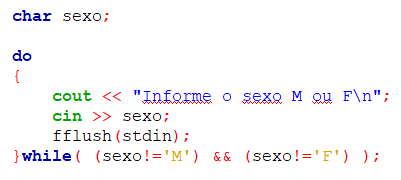 char sexo;
do
{
cout << "Informe o sexo M ou F\n";
cin >> sexo;
fflush(stdin);
}while( (sexo!='M') && (sexo!='F') );